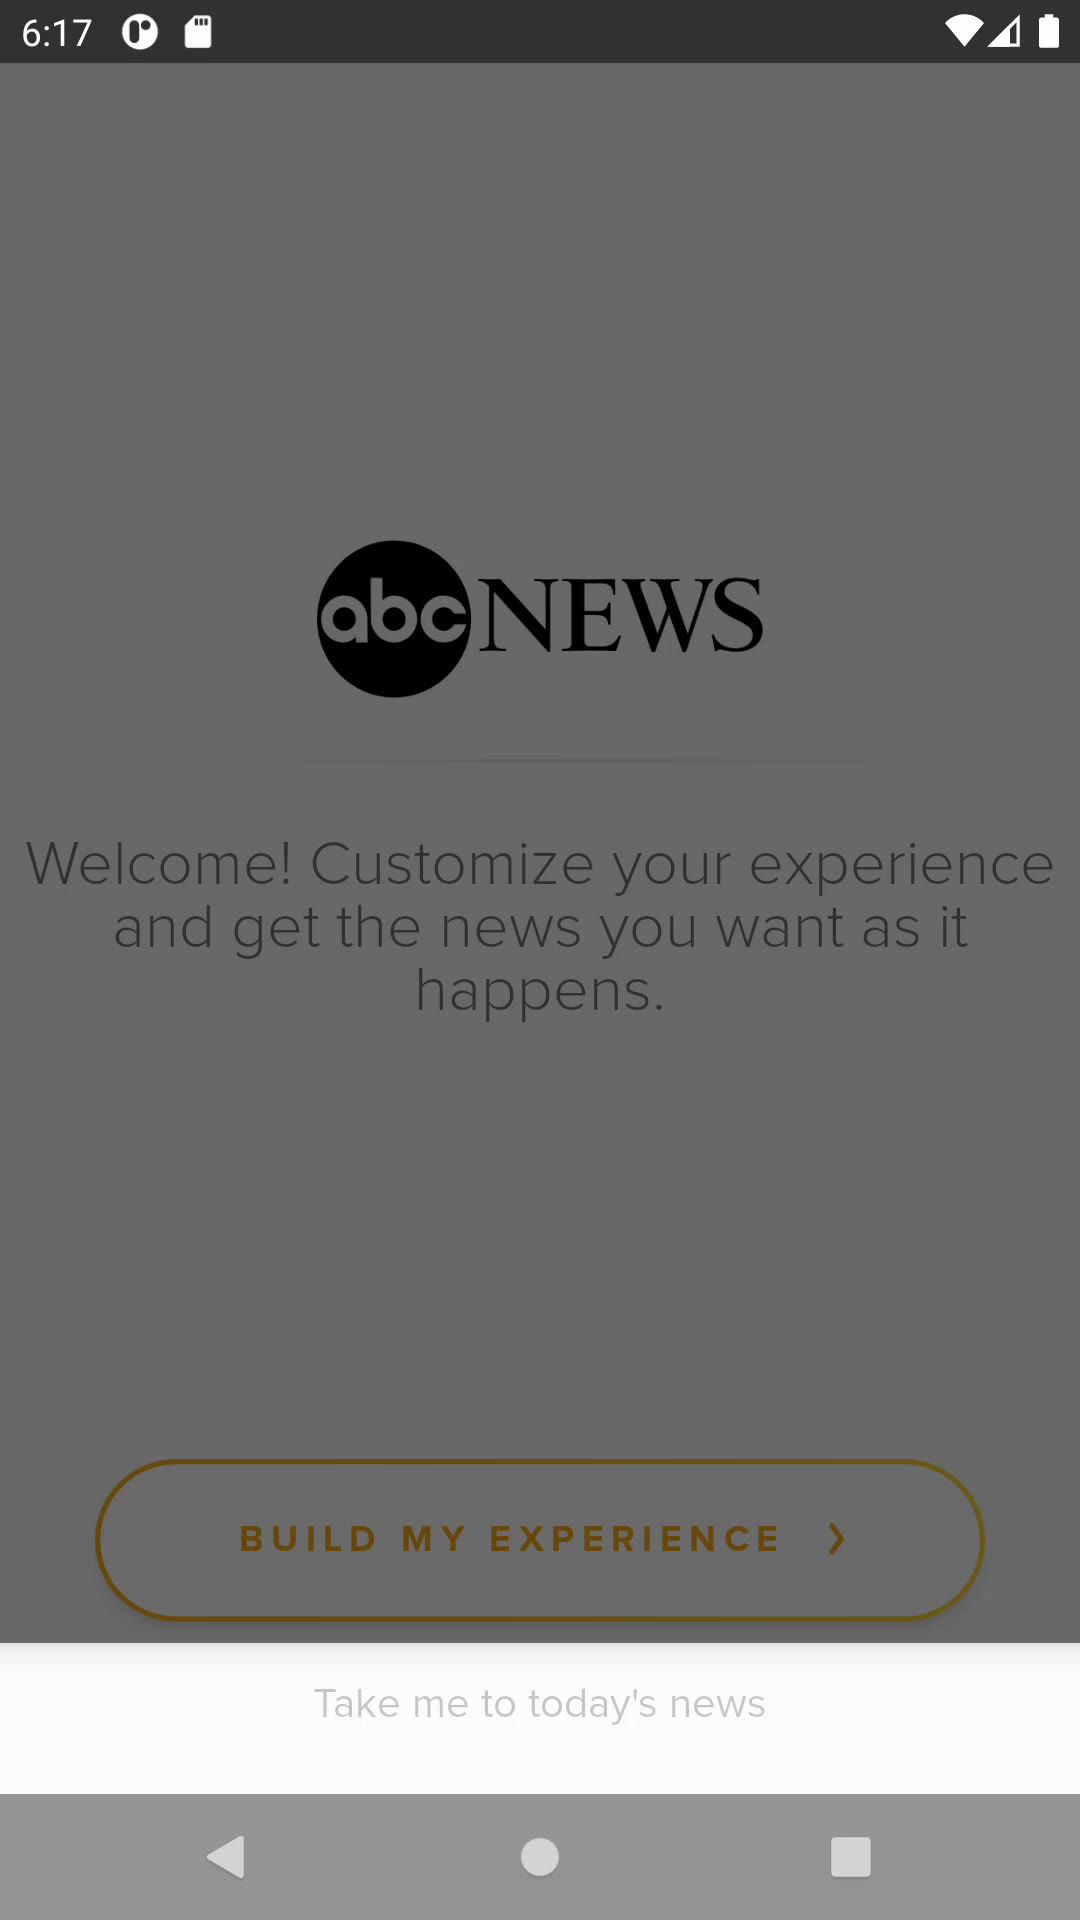 6:17
abc NEWS
Welcome! Customize your experience
and get the news you want as it
happens.
BUILD MY EXPERIENCE
Take me to today's news